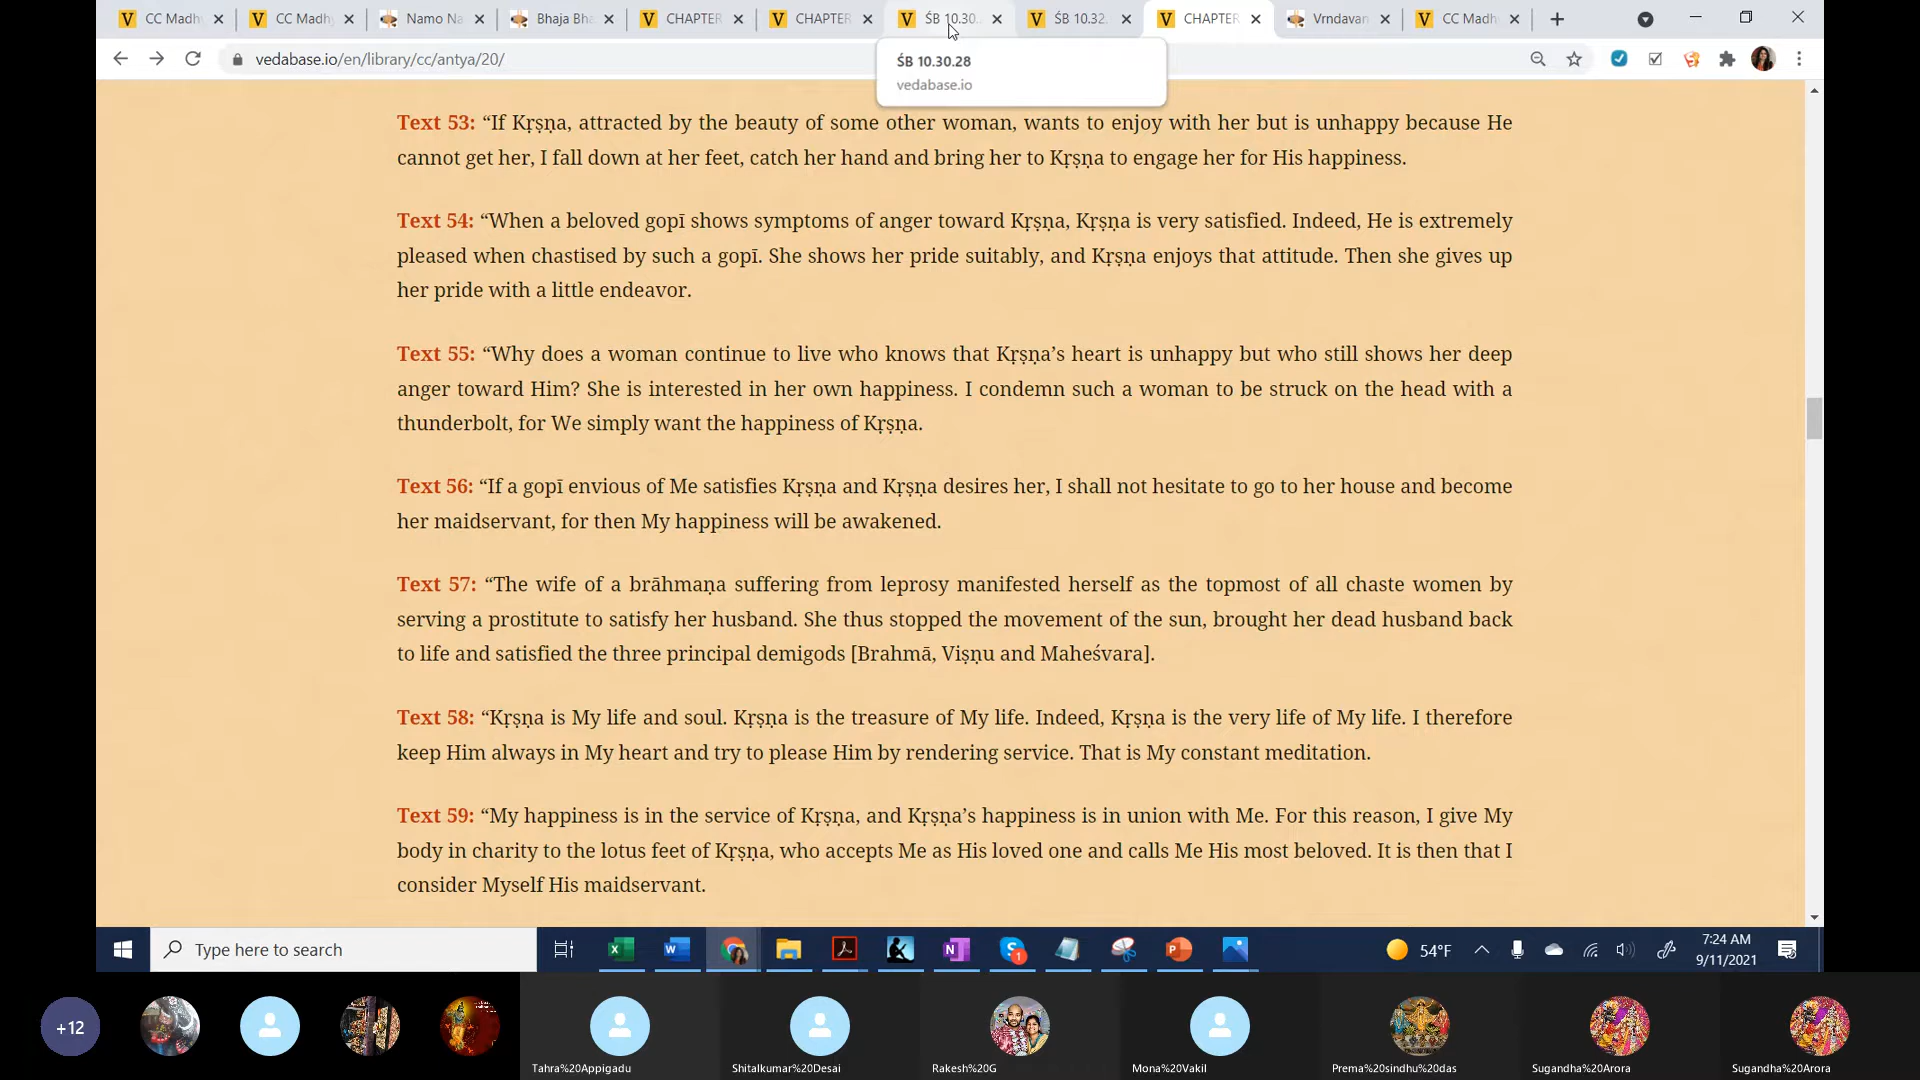 CC Madhy
CC Madhy
Namo Na
Bhaja Bha
CHAPTER
CHAPTER
ŚB 10.30.
ŚB 10.32.
CHAPTER
Vrndavan
CC Madh
vedabase.io/en/library/cc/antya/20/
ŚB 10.30.28
vedabase.io
Text 53: “If Kṛṣṇa, attracted by the beauty of some other woman, wants to enjoy with her but is unhappy because He
cannot get her, I fall down at her feet, catch her hand and bring her to Kṛṣṇa to engage her for His happiness.
Text 54: “When a beloved gopī shows symptoms of anger toward Kṛṣṇa, Kṛṣṇa is very satisfied. Indeed, He is extremely
pleased when chastised by such a gopī. She shows her pride suitably, and Kṛṣṇa enjoys that attitude. Then she gives up
her pride with a little endeavor.
Text 55: “Why does a woman continue to live who knows that Kṛṣṇa’s heart is unhappy but who still shows her deep
anger toward Him? She is interested in her own happiness. I condemn such a woman to be struck on the head with a
thunderbolt, for We simply want the happiness of Kṛṣṇa.
Text 56: “If a gopī envious of Me satisfies Kṛṣṇa and Kṛṣṇa desires her, I shall not hesitate to go to her house and become
her maidservant, for then My happiness will be awakened.
Text 57: “The wife of a brāhmaṇa suffering from leprosy manifested herself as the topmost of all chaste women by
serving a prostitute to satisfy her husband. She thus stopped the movement of the sun, brought her dead husband back
to life and satisfied the three principal demigods [Brahmā, Viṣṇu and Maheśvara].
Text 58: “Kṛṣṇa is My life and soul. Kṛṣṇa is the treasure of My life. Indeed, Kṛṣṇa is the very life of My life. I therefore
keep Him always in My heart and try to please Him by rendering service. That is My constant meditation.
Text 59: “My happiness is in the service of Kṛṣṇa, and Kṛṣṇa’s happiness is in union with Me. For this reason, I give My
body in charity to the lotus feet of Kṛṣṇa, who accepts Me as His loved one and calls Me His most beloved. It is then that I
consider Myself His maidservant.
Type here to search
54°F
7:24 AM
9/11/2021
+12
Tahra%20Appigadu
Shitalkumar%20Desai
Rakesh%20G
Mona%20Vakil
Prema%20sindhu%20das
Sugandha%20Arora
Sugandha%20Arora